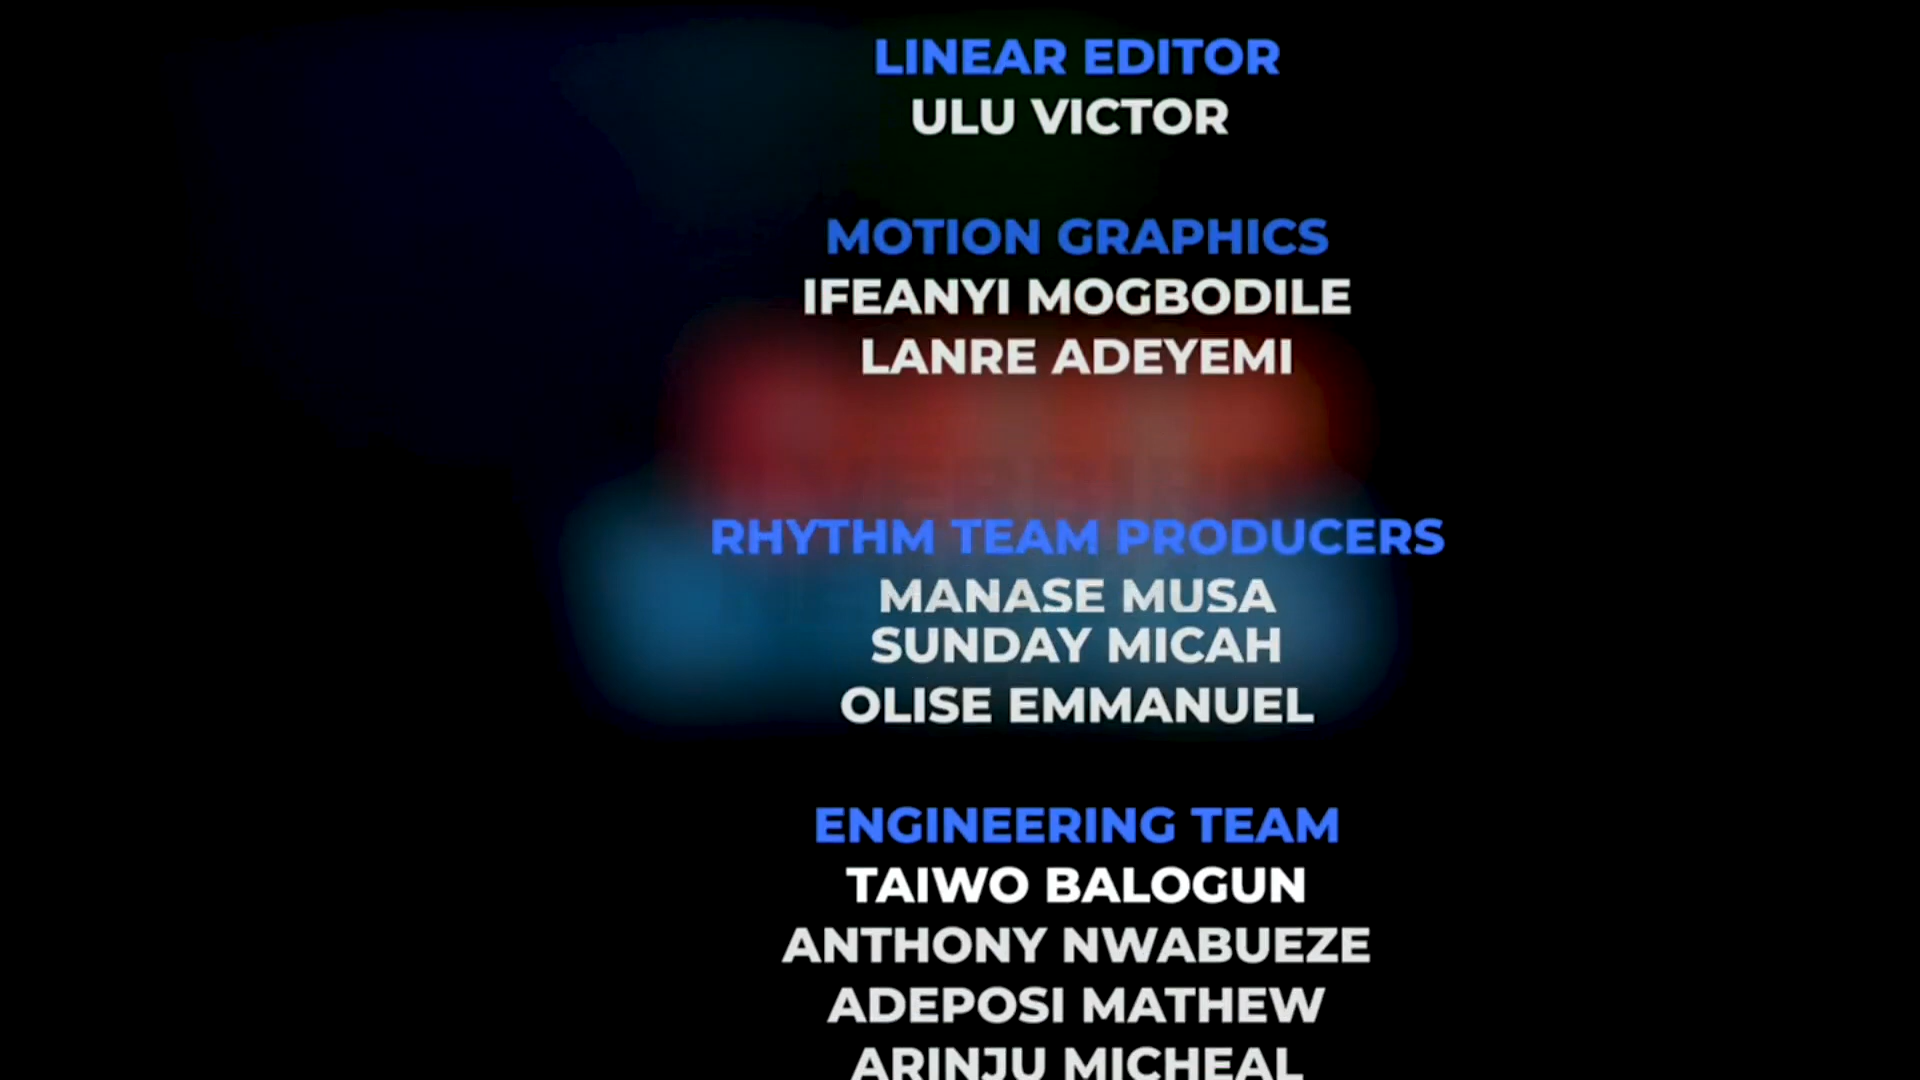 LINEAR EDITOR
ULU VICTOR
MOTION GRAPHICS
IFEANYI MOGBODILE
LANRE ADEYEMI
RHYTHM TEAM PRODUCERS
MANASE MUSA
SUNDAY MICAH
OLISE EMMANUEL
ENGINEERING TEAM
TAIWO BALOGUN
ANTHONY NWABUEZE
ADEPOSI MATHEW
ARINJU MICHEAL